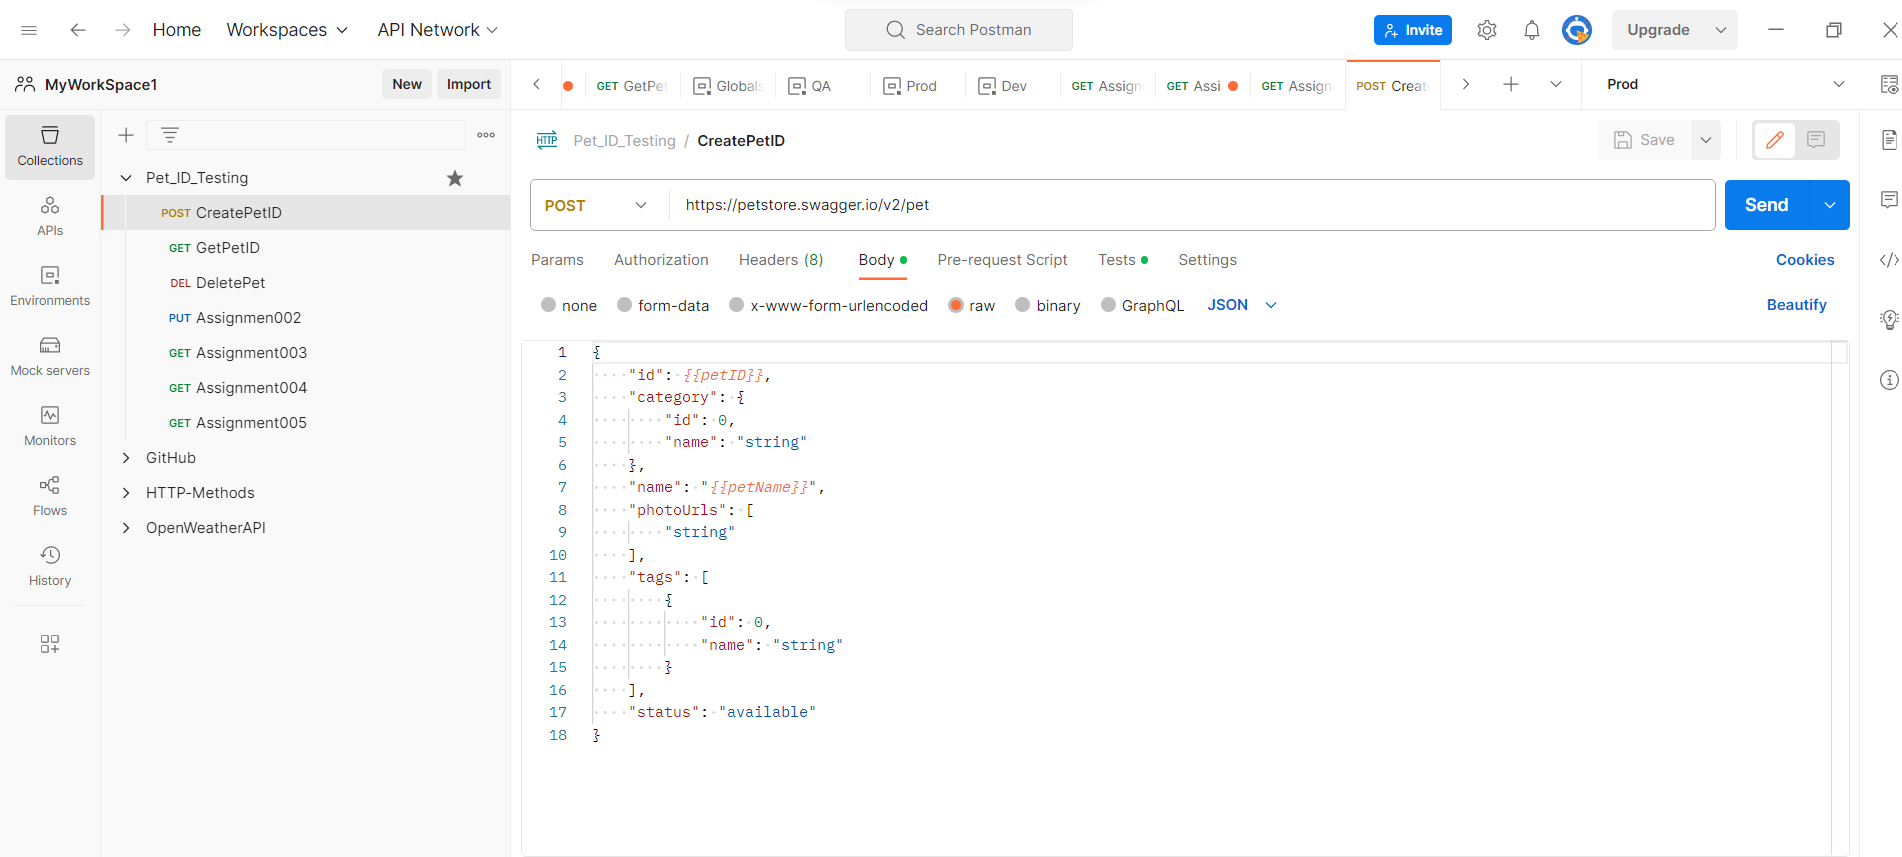 Home Workspaces API Network Search Postman Invite Upgrade
MyWorkSpace1 New Import
GET GetPet Globals QA Prod Dev GET Assign GET Assi GET Assign POST Creat Prod
Collections
APIs
Environments
Mock servers
Monitors
Flows
History
Pet_ID_Testing
POST CreatePetID
GET GetPetID
DEL DeletePet
PUT Assignmen002
GET Assignment003
GET Assignment004
GET Assignment005
GitHub
HTTP-Methods
OpenWeatherAPI
HTTP Pet_ID_Testing / CreatePetID Save
POST https://petstore.swagger.io/v2/pet Send
Params Authorization Headers (8) Body Pre-request Script Tests Settings Cookies
none form-data x-www-form-urlencoded raw binary GraphQL JSON Beautify
1 {
2 "id": {{petID}},
3 "category": {
4 "id": 0,
5 "name": "string"
6 },
7 "name": "{{petName}}",
8 "photoUrls": [
9 "string"
10 ],
11 "tags": [
12 {
13 "id": 0,
14 "name": "string"
15 }
16 ],
17 "status": "available"
18 }